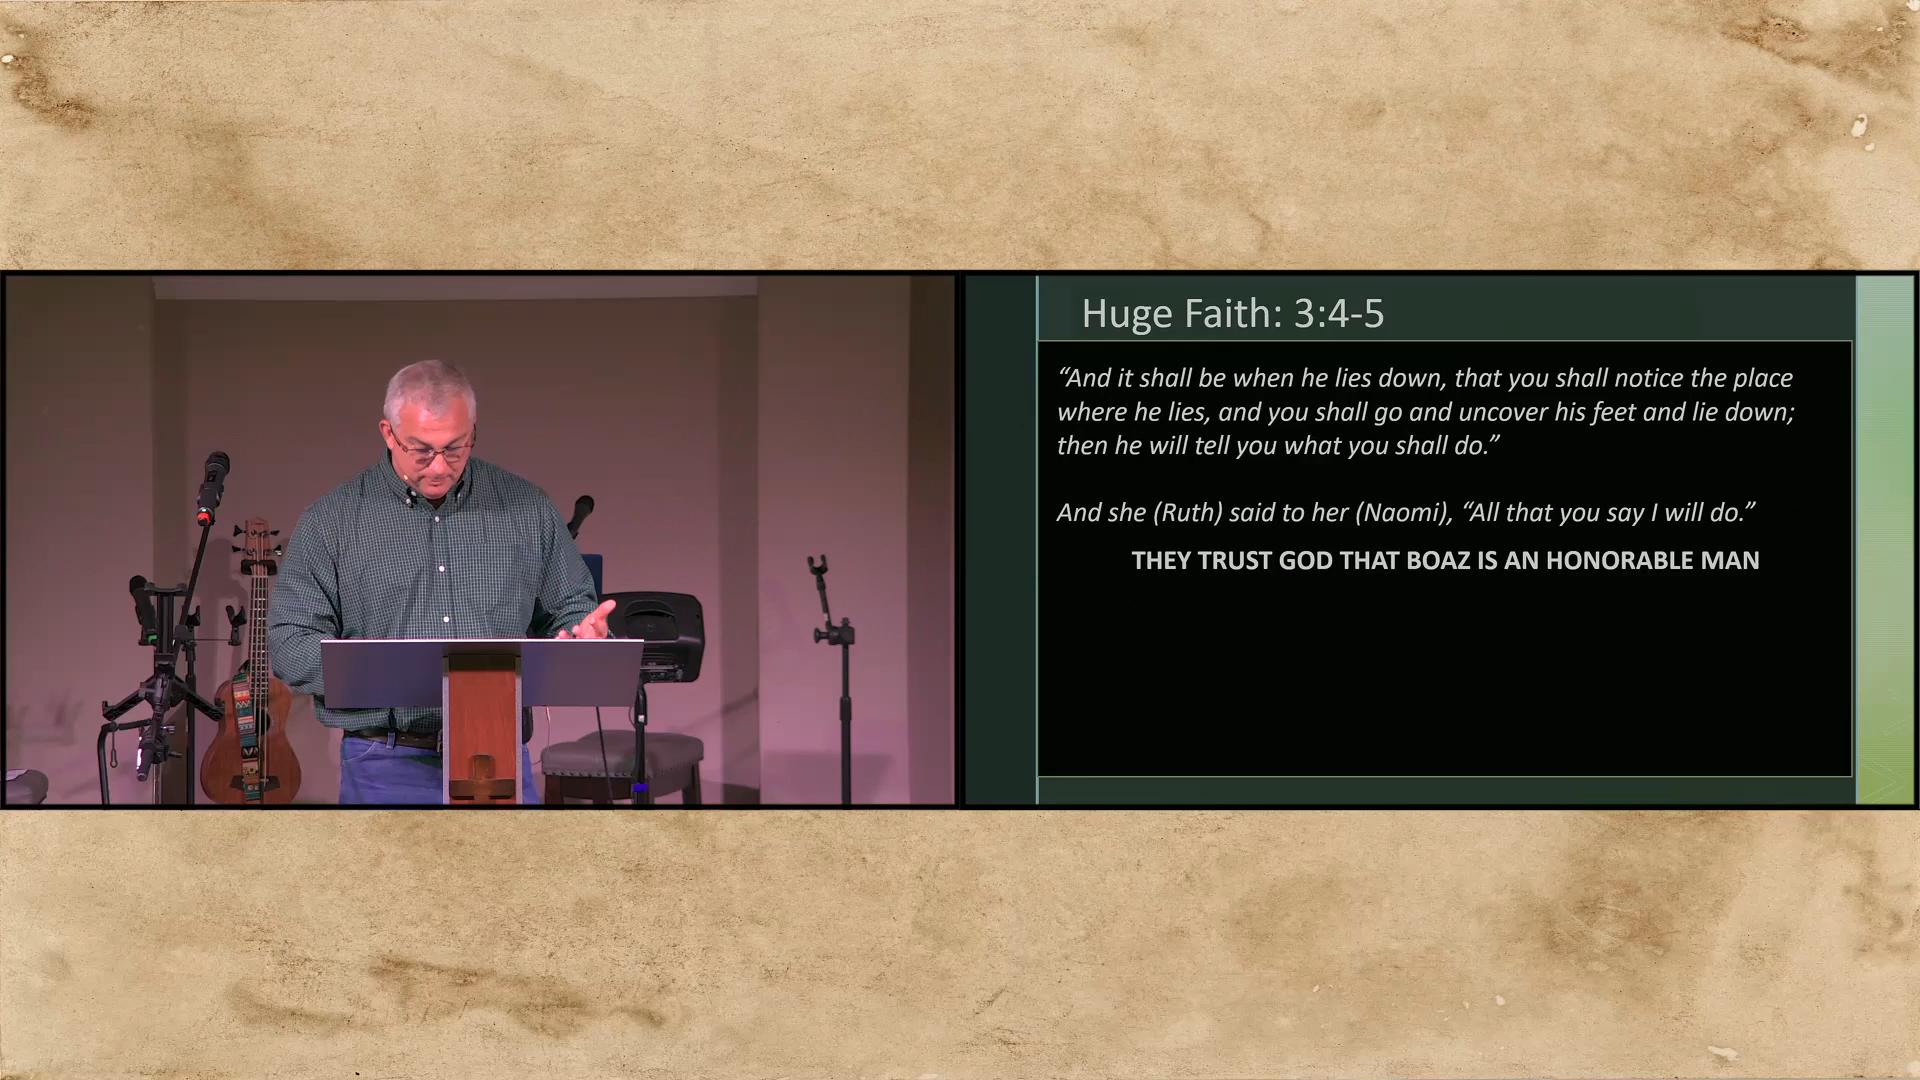 Huge Faith: 3:4-5
“And it shall be when he lies down, that you shall notice the place
where he lies, and you shall go and uncover his feet and lie down;
then he will tell you what you shall do.”
And she (Ruth) said to her (Naomi), “All that you say I will do.”
THEY TRUST GOD THAT BOAZ IS AN HONORABLE MAN